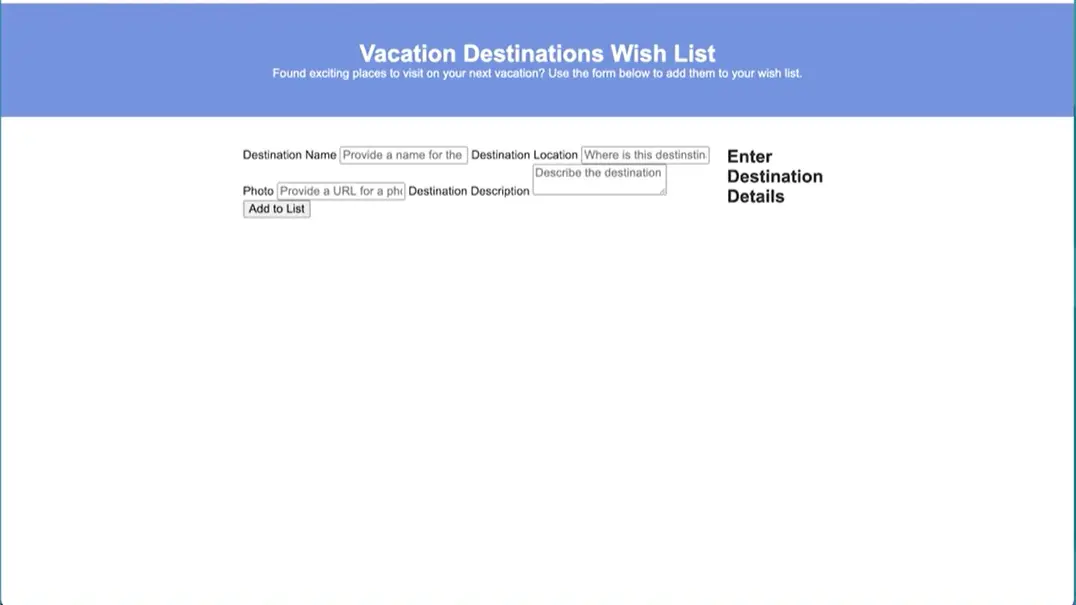 Vacation Destinations Wish List
Found exciting places to visit on your next vacation? Use the form below to add them to your wish list.
Destination Name Provide a name for the Destination Location Where is this destinstin
Photo Provide a URL for a pho Destination Description Describe the destination
Add to List
Enter
Destination
Details